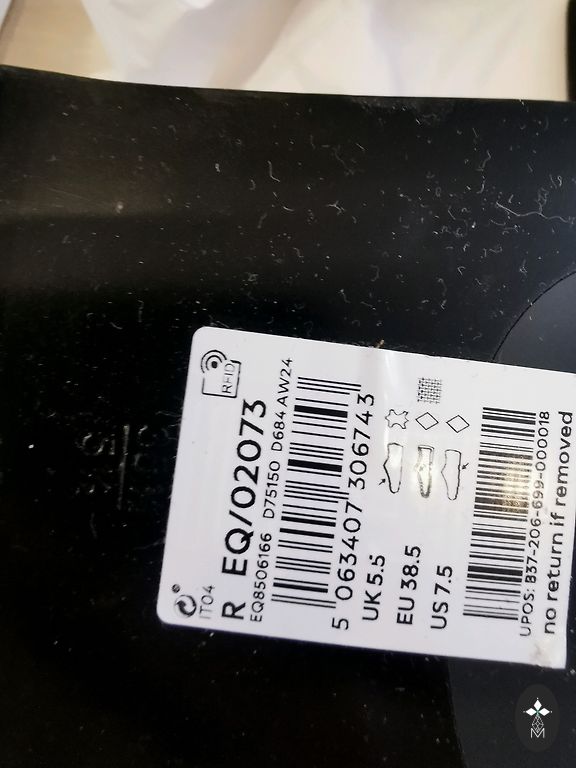 RFID
IT04
R EQ/02073
EQ8506166 D75150 D684 AW24
5 063407 306743
UK 5.5
EU 38.5
US 7.5
UPOS: B37-206-699-000018
no return if removed
M